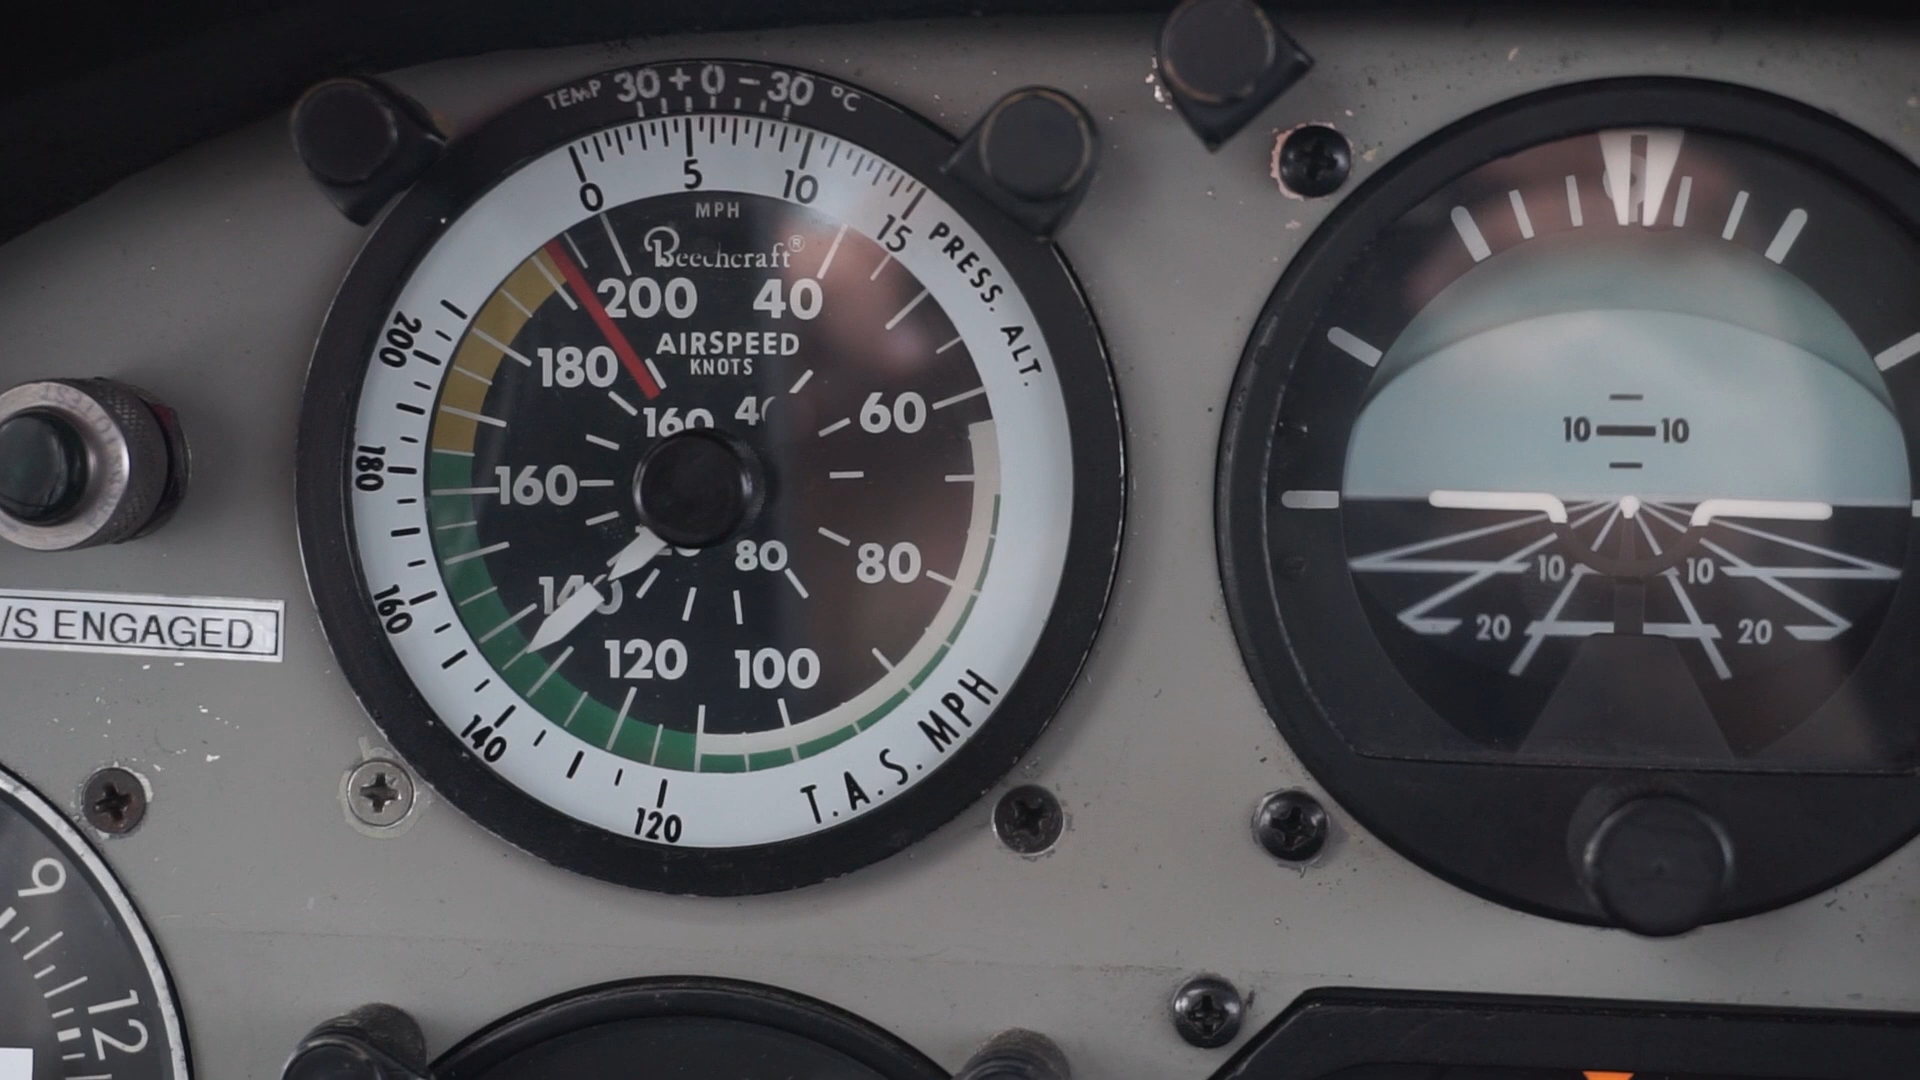 TEMP 30 + 0 - 30 °C
0 5 10 15
PRESS. ALT.
MPH
Beechcraft®
200 40
AIRSPEED
KNOTS
180
160
60
160
140
80
80
120 100
200
180
160
140
120
T.A.S. MPH
/S ENGAGED
9
12
10 10
10 10
20 20